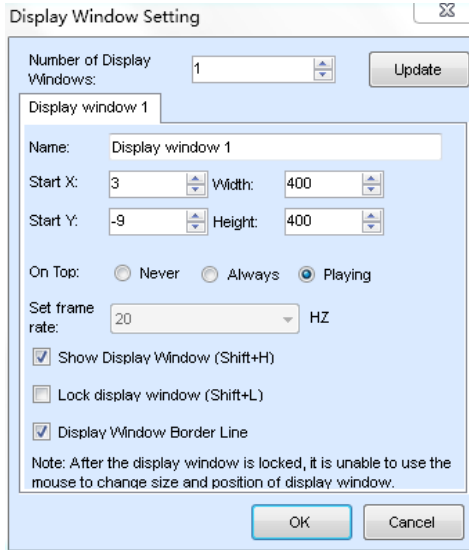 Display Window Setting
Number of Display
Windows:
1
Update
Display window 1
Name: Display window 1
Start X: 3 Width: 400
Start Y: -9 Height: 400
On Top: Never Always Playing
Set frame
rate:
20 HZ
Show Display Window (Shift+H)
Lock display window (Shift+L)
Display Window Border Line
Note: After the display window is locked, it is unable to use the
mouse to change size and position of display window.
OK Cancel